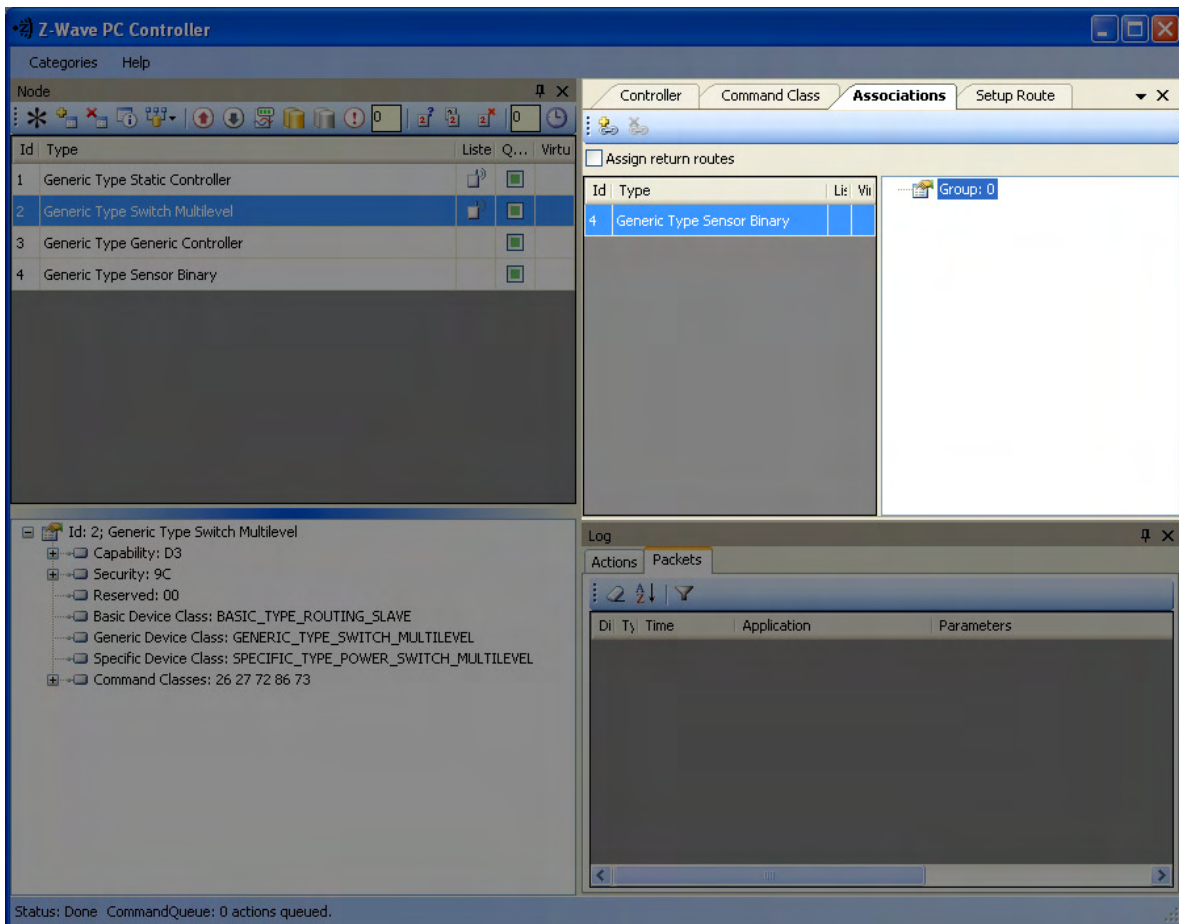 Z-Wave PC Controller
Categories Help
Node
0 0
Id Type Liste Q... Virtu
1 Generic Type Static Controller
2 Generic Type Switch Multilevel
3 Generic Type Generic Controller
4 Generic Type Sensor Binary
Controller Command Class Associations Setup Route
Assign return routes
Id Type Lis Vir
4 Generic Type Sensor Binary
Group: 0
Id: 2; Generic Type Switch Multilevel
Capability: D3
Security: 9C
Reserved: 00
Basic Device Class: BASIC_TYPE_ROUTING_SLAVE
Generic Device Class: GENERIC_TYPE_SWITCH_MULTILEVEL
Specific Device Class: SPECIFIC_TYPE_POWER_SWITCH_MULTILEVEL
Command Classes: 26 27 72 86 73
Log
Actions Packets
Di Ty Time Application Parameters
Status: Done CommandQueue: 0 actions queued.